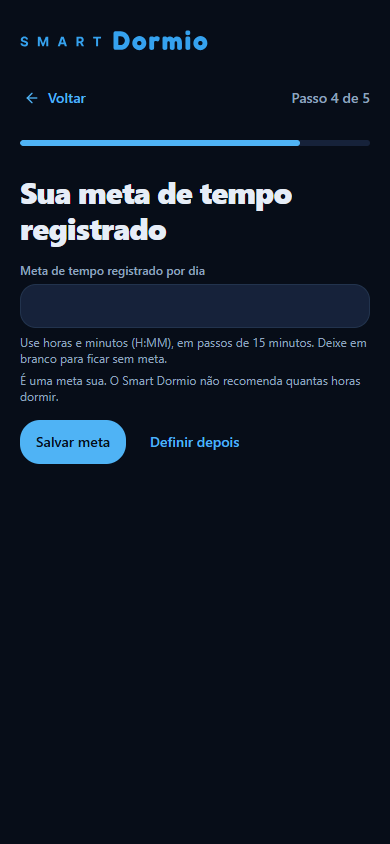 SMART Dormio
Voltar
Passo 4 de 5
Sua meta de tempo
registrado
Meta de tempo registrado por dia
Use horas e minutos (H:MM), em passos de 15 minutos. Deixe em
branco para ficar sem meta.
É uma meta sua. O Smart Dormio não recomenda quantas horas
dormir.
Salvar meta
Definir depois